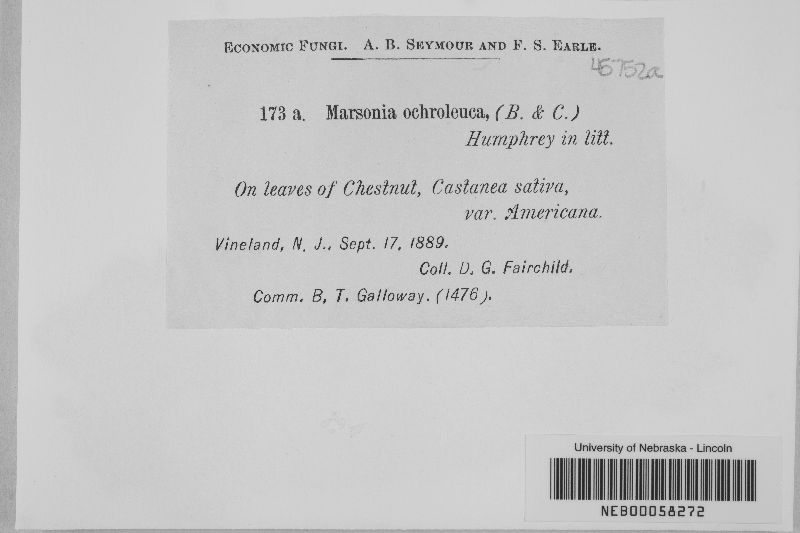 Economic Fungi. A. B. Seymour and F. S. Earle.
45752a
173 a. Marsonia ochroleuca, (B. & C.)
Humphrey in litt.
On leaves of Chestnut, Castanea sativa,
var. Americana.
Vineland, N. J., Sept. 17, 1889.
Coll. D. G. Fairchild.
Comm. B, T. Galloway. (1476).
University of Nebraska - Lincoln
NEB00058272